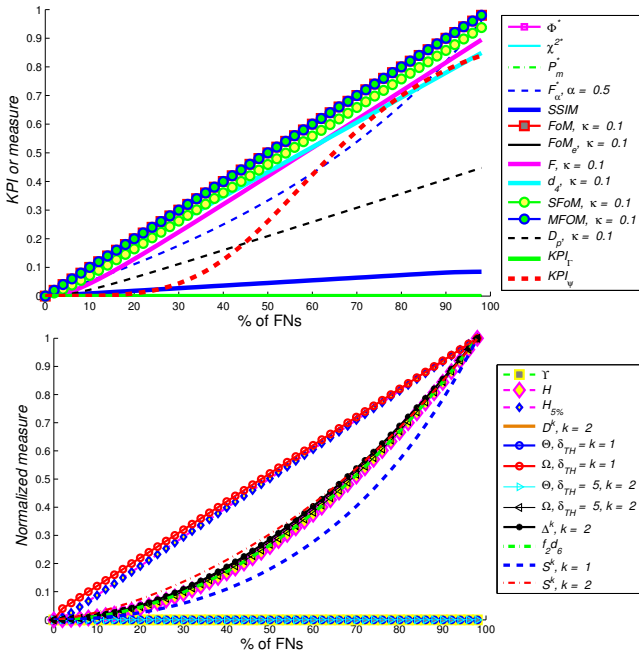 1
0.9
0.8
0.7
0.6
0.5
0.4
0.3
0.2
0.1
0
KPI or measure
0 10 20 30 40 50 60 70 80 90 100
% of FNs
Φ*
χ²*
P*m
F*α, α = 0.5
SSIM
FoM, κ = 0.1
FoMe, κ = 0.1
F, κ = 0.1
d4, κ = 0.1
SFoM, κ = 0.1
MFOM, κ = 0.1
Dp, κ = 0.1
KPIΓ
KPIψ
1
0.9
0.8
0.7
0.6
0.5
0.4
0.3
0.2
0.1
0
Normalized measure
0 10 20 30 40 50 60 70 80 90 100
% of FNs
ϒ
H
H5%
Dᵏ, k = 2
Θ, δTH = k = 1
Ω, δTH = k = 1
Θ, δTH = 5, k = 2
Ω, δTH = 5, k = 2
Δᵏ, k = 2
f2d6
Sᵏ, k = 1
Sᵏ, k = 2